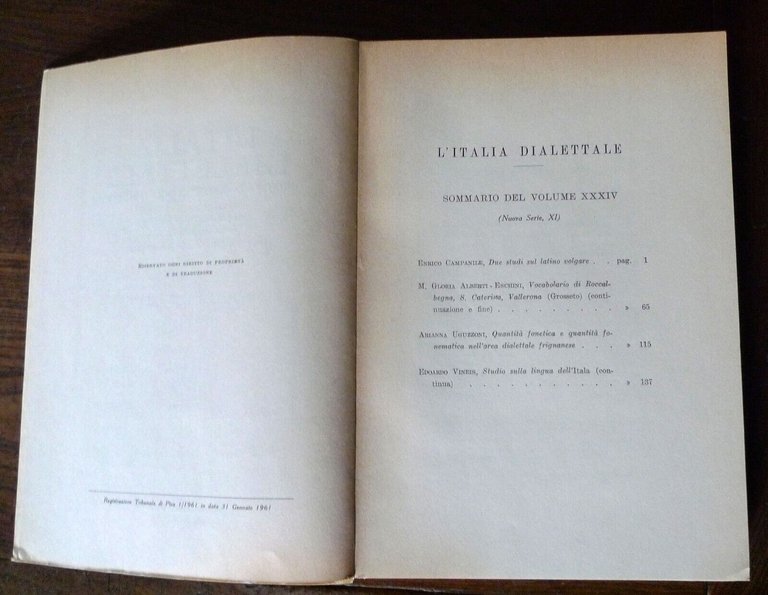 RISERVATO OGNI DIRITTO DI PROPRIETÀ
E DI TRADUZIONE
Registrazione Tribunale di Pisa 1/1961 in data 31 Gennaio 1961
L'ITALIA DIALETTALE
SOMMARIO DEL VOLUME XXXIV
(Nuova Serie, XI)
ENRICO CAMPANILE, Due studi sul latino volgare . . pag. 1
M. GLORIA ALBERTI-ESCHINI, Vocabolario di Roccal-
begna, S. Caterina, Vallerona (Grosseto) (conti-
nuazione e fine) . . . . . . . . . » 65
ARIANNA UGUZZONI, Quantità fonetica e quantità fo-
nematica nell'area dialettale frignanese . . . . » 115
EDOARDO VINEIS, Studio sulla lingua dell'Itala (con-
tinua) . . . . . . . . . . . » 137